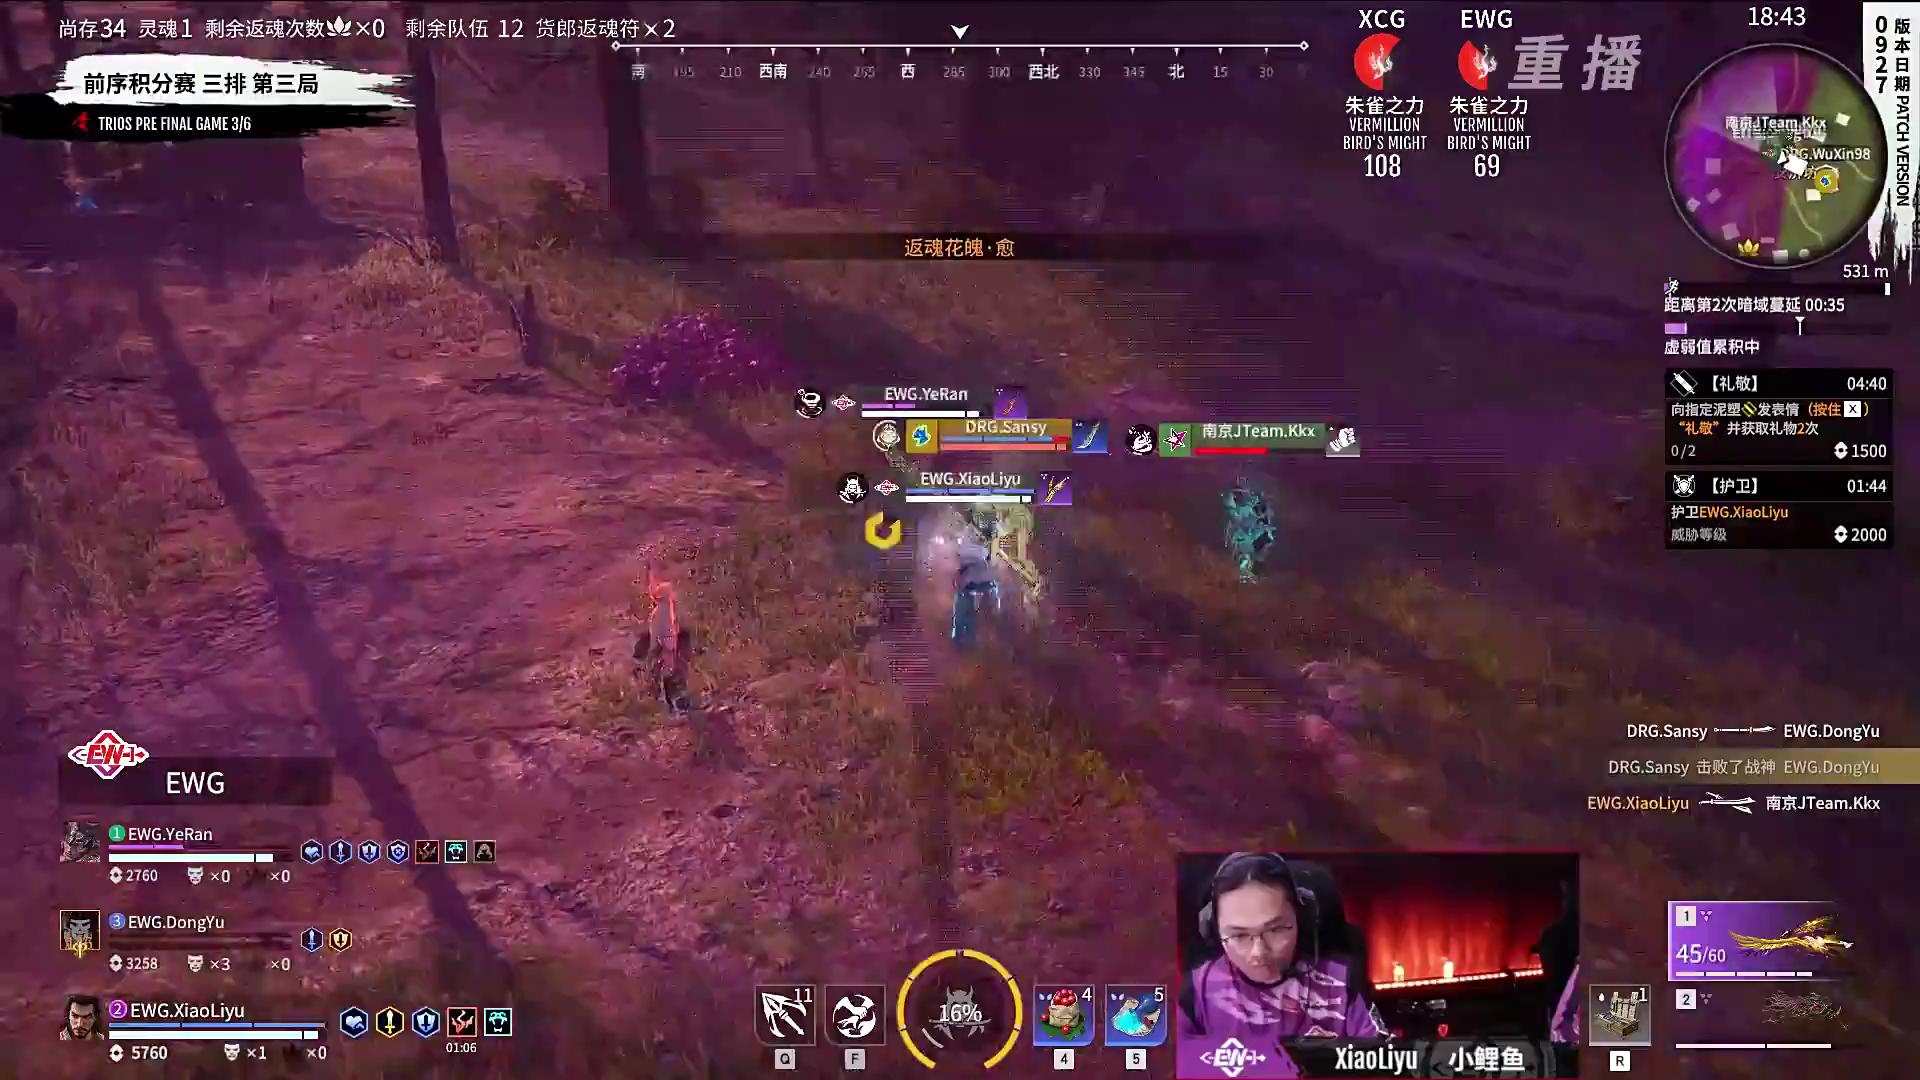 尚存34 灵魂1 剩余返魂次数×0 剩余队伍 12 货郎返魂符×2
前序积分赛 三排 第三局
TRIOS PRE FINAL GAME 3/6
南 195 210 西南 240 255 西 285 300 西北 330 345 北 15 30
XCG EWG
重播
朱雀之力 朱雀之力
VERMILLION BIRD'S MIGHT VERMILLION BIRD'S MIGHT
108 69
18:43
版本日期 0927
PATCH VERSION
南京JTeam.Kkx
DRG.WuXin98
531 m
距离第2次暗域蔓延 00:35
虚弱值累积中
【礼敬】 04:40
向指定泥塑发表情（按住 X ）
“礼敬”并获取礼物2次
0/2 1500
【护卫】 01:44
护卫EWG.XiaoLiyu
威胁等级 2000
返魂花魄·愈
EWG.YeRan
DRG.Sansy
南京JTeam.Kkx
EWG.XiaoLiyu
DRG.Sansy EWG.DongYu
DRG.Sansy 击败了战神 EWG.DongYu
EWG.XiaoLiyu 南京JTeam.Kkx
EWG
1 EWG.YeRan
2760 ×0 ×0
3 EWG.DongYu
3258 ×3 ×0
2 EWG.XiaoLiyu
5760 ×1 ×0
01:06
11
Q
F
16%
4
4
5
5
XiaoLiyu 小鲤鱼
1
R
1
45/60
2